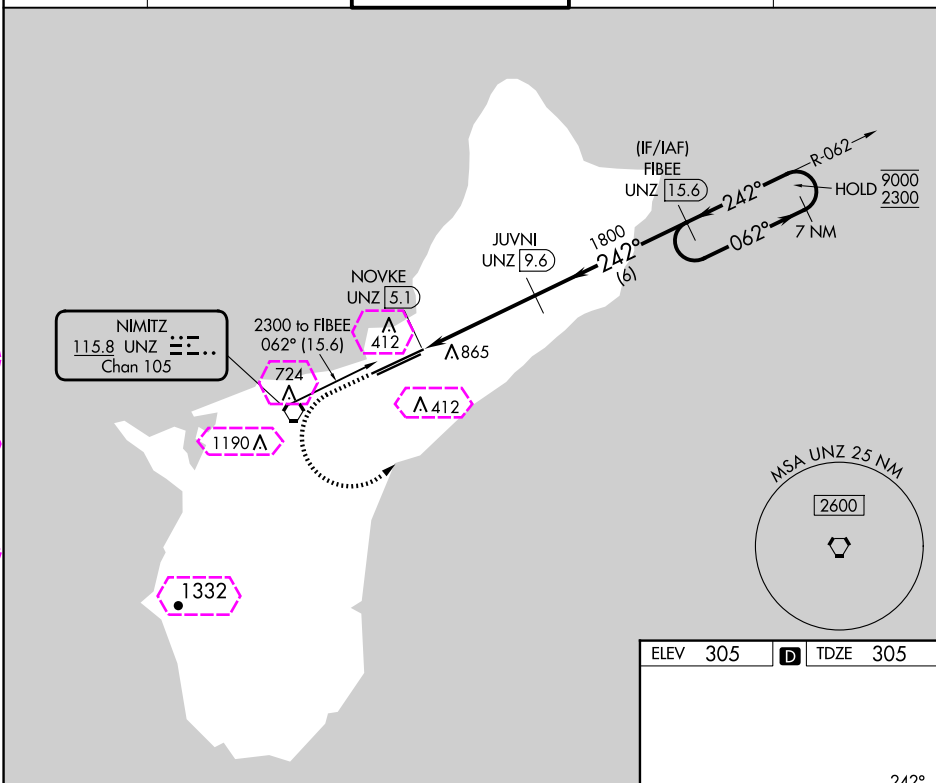 R-062
(IF/IAF)
FIBEE
UNZ 15.6
242°
HOLD 9000
2300
062°
7 NM
JUVNI
UNZ 9.6
1800
242°
(6)
NOVKE
UNZ 5.1
NIMITZ
115.8 UNZ
Chan 105
2300 to FIBEE
062° (15.6)
412
865
724
412
1190
MSA UNZ 25 NM
2600
1332
ELEV 305 D TDZE 305
242°